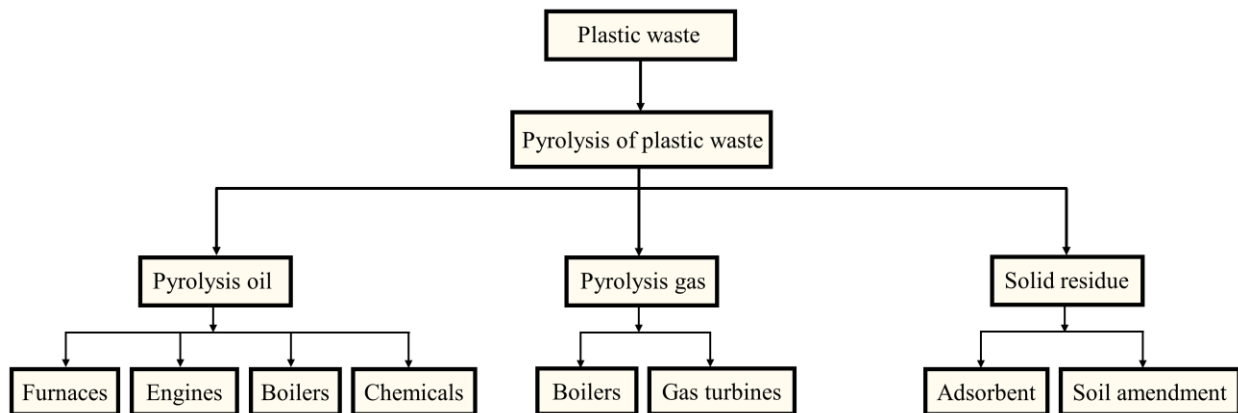 Plastic waste
Pyrolysis of plastic waste
Pyrolysis oil
Pyrolysis gas
Solid residue
Furnaces
Engines
Boilers
Chemicals
Boilers
Gas turbines
Adsorbent
Soil amendment